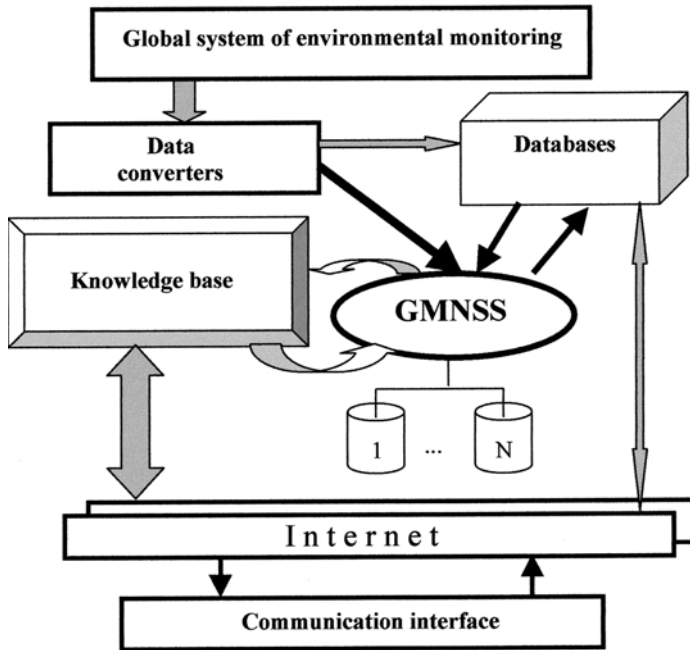 Global system of environmental monitoring
Data
converters
Databases
Knowledge base
GMNSS
1 ... N
Internet
Communication interface